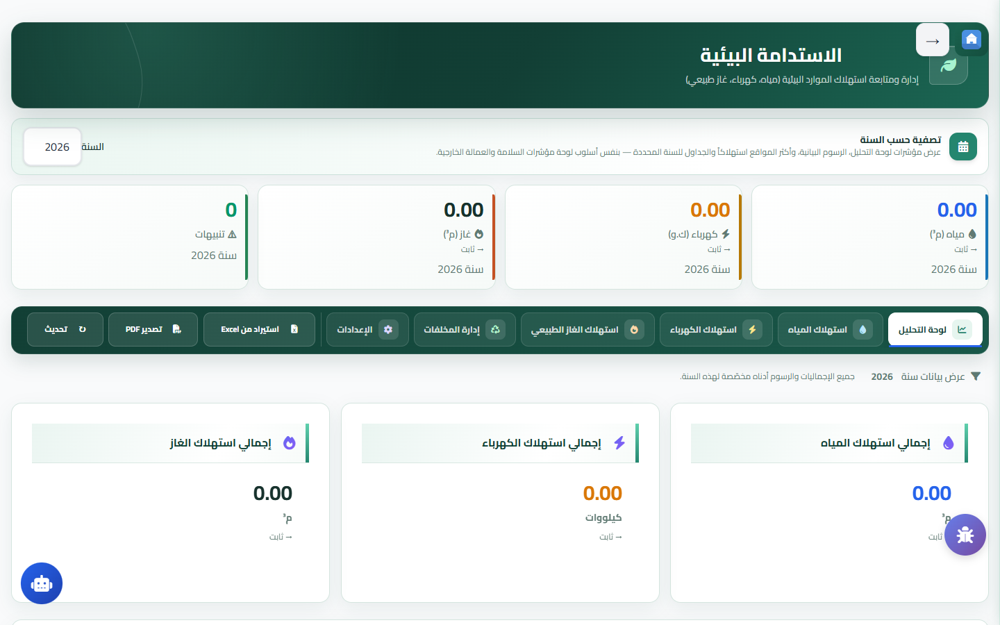 الاستدامة البيئية
إدارة ومتابعة استهلاك الموارد البيئية (مياه، كهرباء، غاز طبيعي)
تصفية حسب السنة
عرض مؤشرات لوحة التحليل، الرسوم البيانية، وأكثر المواقع استهلاكاً والجداول للسنة المحددة — بنفس أسلوب لوحة مؤشرات السلامة والعمالة الخارجية.
السنة
2026
0.00
مياه (م³)
→ ثابت
سنة 2026
0.00
كهرباء (ك.و)
→ ثابت
سنة 2026
0.00
غاز (م³)
→ ثابت
سنة 2026
0
تنبيهات
سنة 2026
لوحة التحليل
استهلاك المياه
استهلاك الكهرباء
استهلاك الغاز الطبيعي
إدارة المخلفات
الإعدادات
استيراد من Excel
تصدير PDF
تحديث
عرض بيانات سنة 2026 جميع الإجماليات والرسوم أدناه مخصّصة لهذه السنة.
إجمالي استهلاك المياه
0.00
م³
ثابت
إجمالي استهلاك الكهرباء
0.00
كيلووات
→ ثابت
إجمالي استهلاك الغاز
0.00
م³
→ ثابت